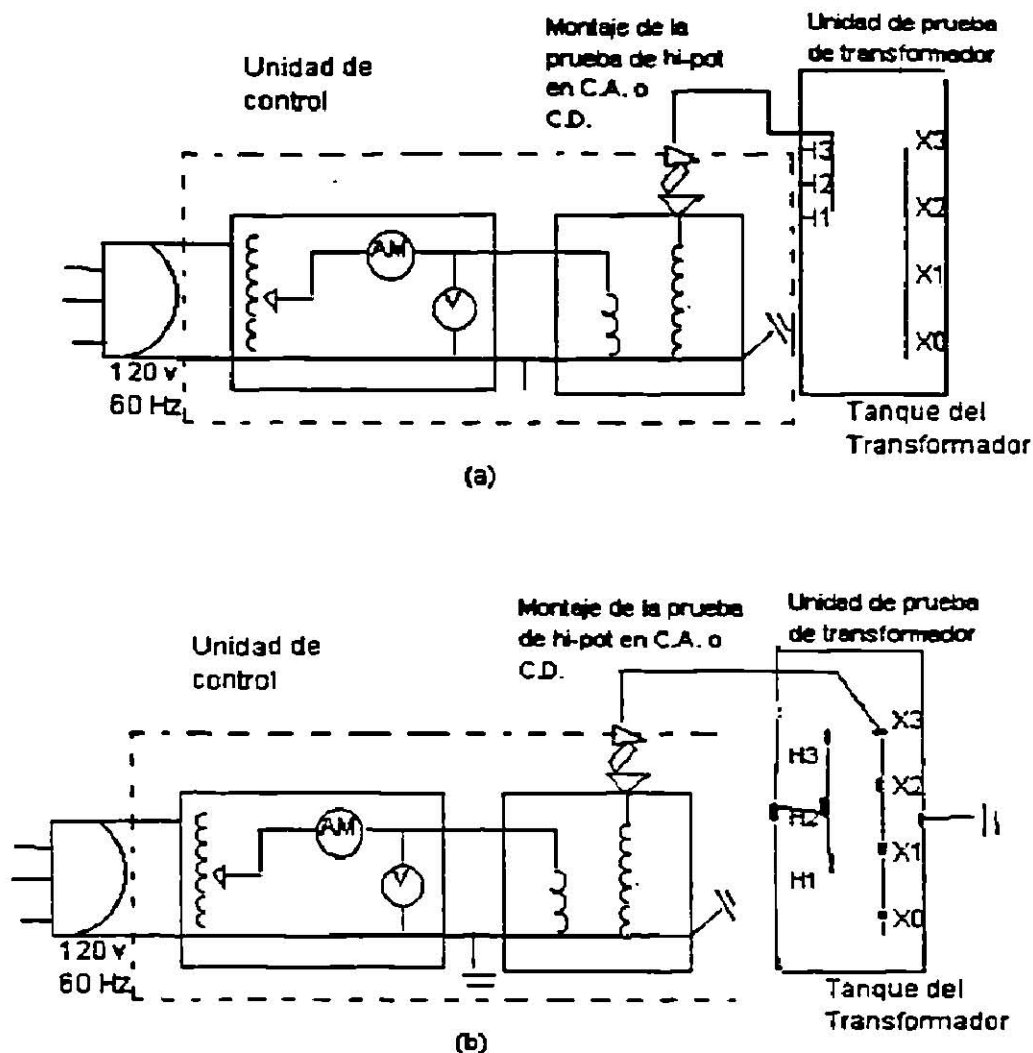 Montaje de la
prueba de hi-pot
en C.A. o
C.D.
Unidad de prueba
de transformador
Unidad de
control
H3
H2
H1
X3
X2
X1
X0
AM
V
120 v
60 Hz
Tanque del
Transformador
(a)
Montaje de la prueba
de hi-pot en C.A. o
C.D.
Unidad de prueba
de transformador
Unidad de
control
H3
H2
H1
X3
X2
X1
X0
AM
V
120 v
60 Hz
Tanque del
Transformador
(b)